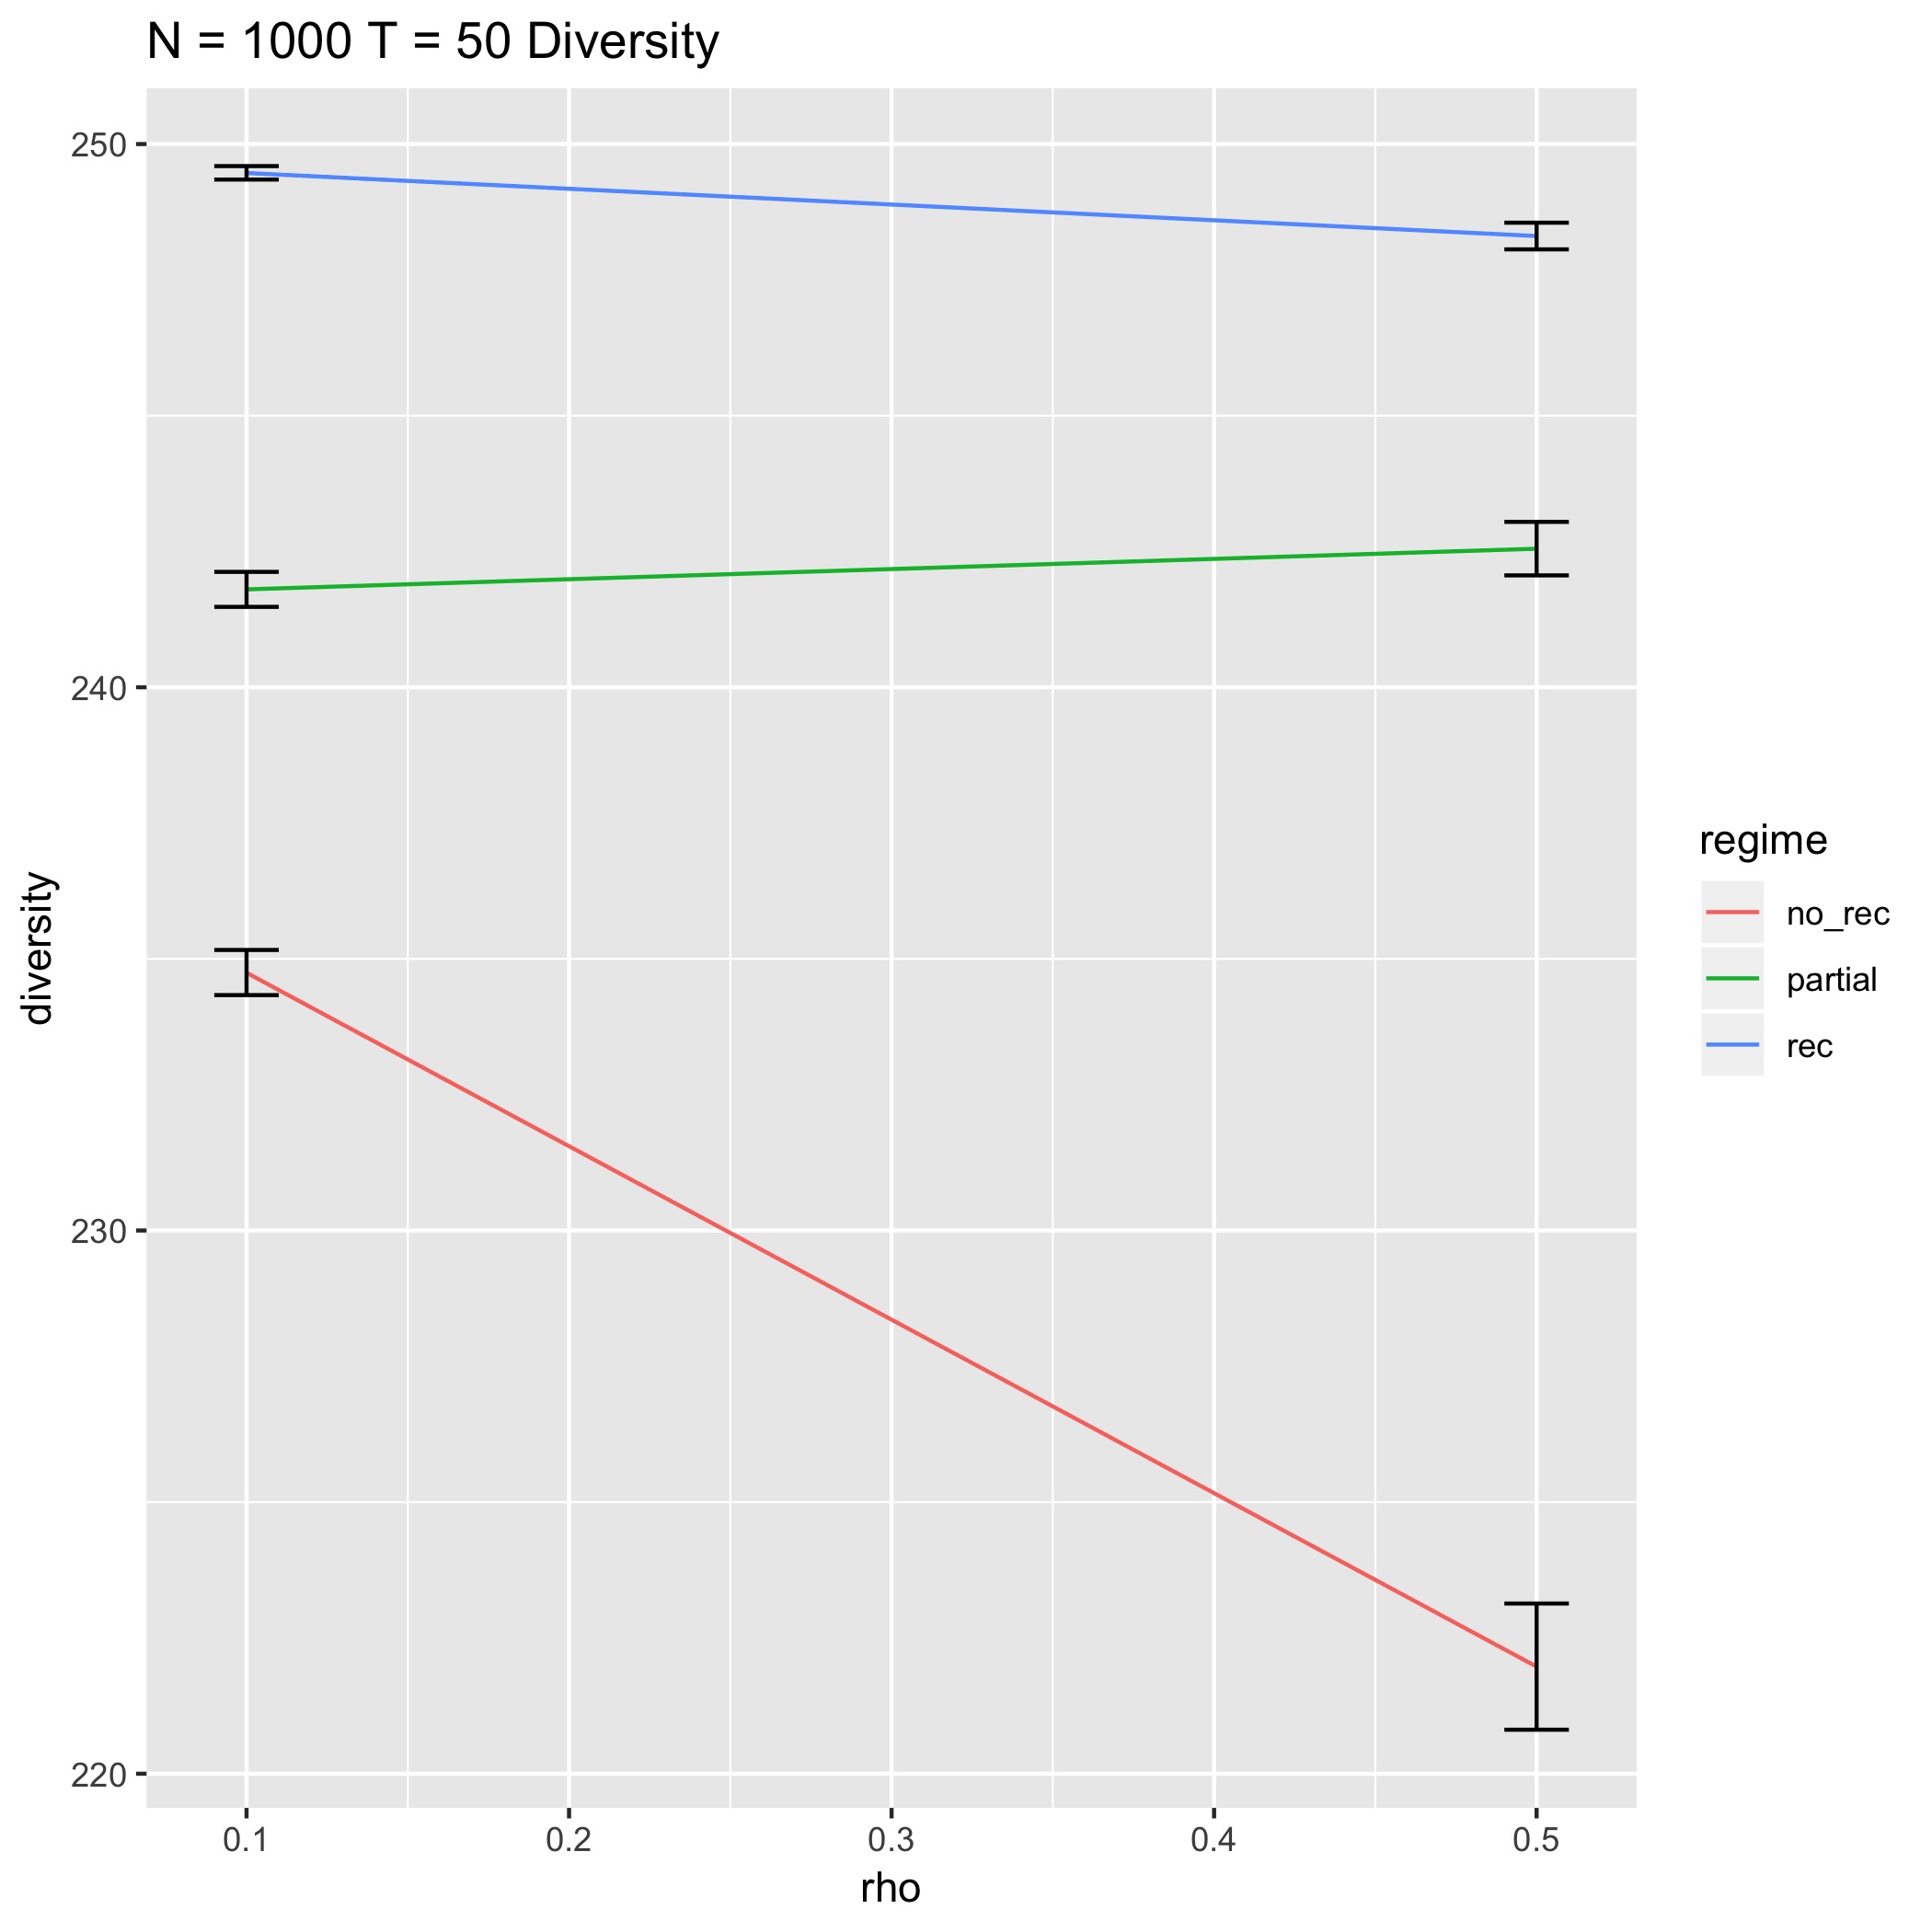 N = 1000 T = 50 Diversity
250
240
230
220
diversity
0.1 0.2 0.3 0.4 0.5
rho
regime
no_rec
partial
rec